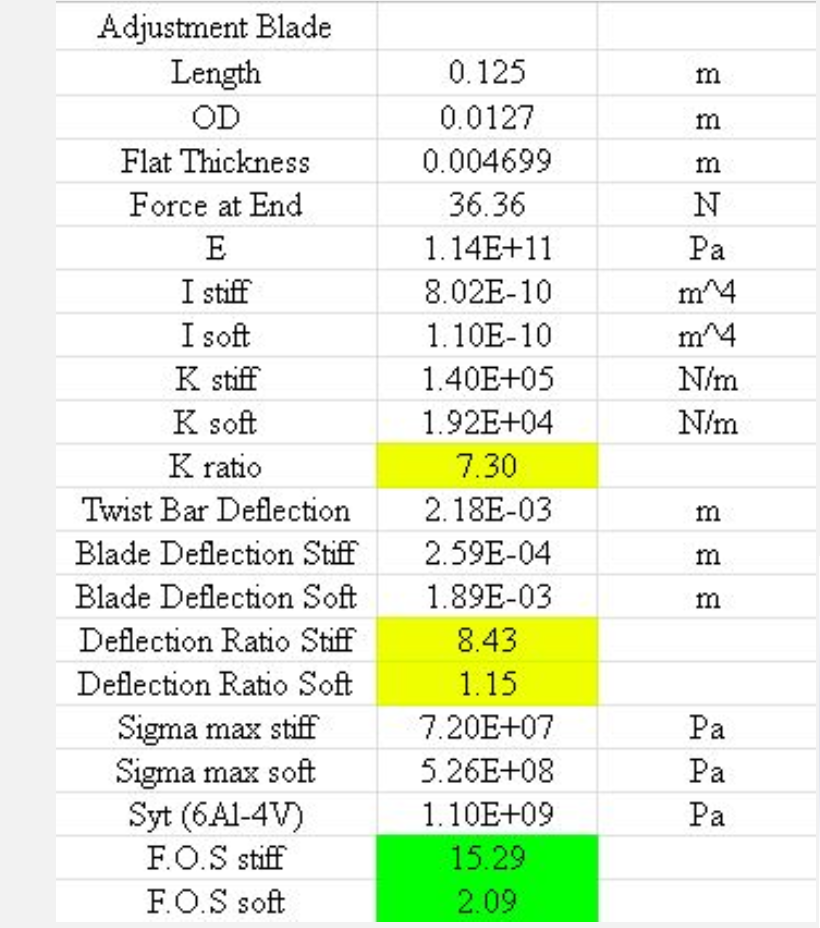 Adjustment Blade
Length 0.125 m
OD 0.0127 m
Flat Thickness 0.004699 m
Force at End 36.36 N
E 1.14E+11 Pa
I stiff 8.02E-10 m^4
I soft 1.10E-10 m^4
K stiff 1.40E+05 N/m
K soft 1.92E+04 N/m
K ratio 7.30
Twist Bar Deflection 2.18E-03 m
Blade Deflection Stiff 2.59E-04 m
Blade Deflection Soft 1.89E-03 m
Deflection Ratio Stiff 8.43
Deflection Ratio Soft 1.15
Sigma max stiff 7.20E+07 Pa
Sigma max soft 5.26E+08 Pa
Syt (6Al-4V) 1.10E+09 Pa
F.O.S stiff 15.29
F.O.S soft 2.09